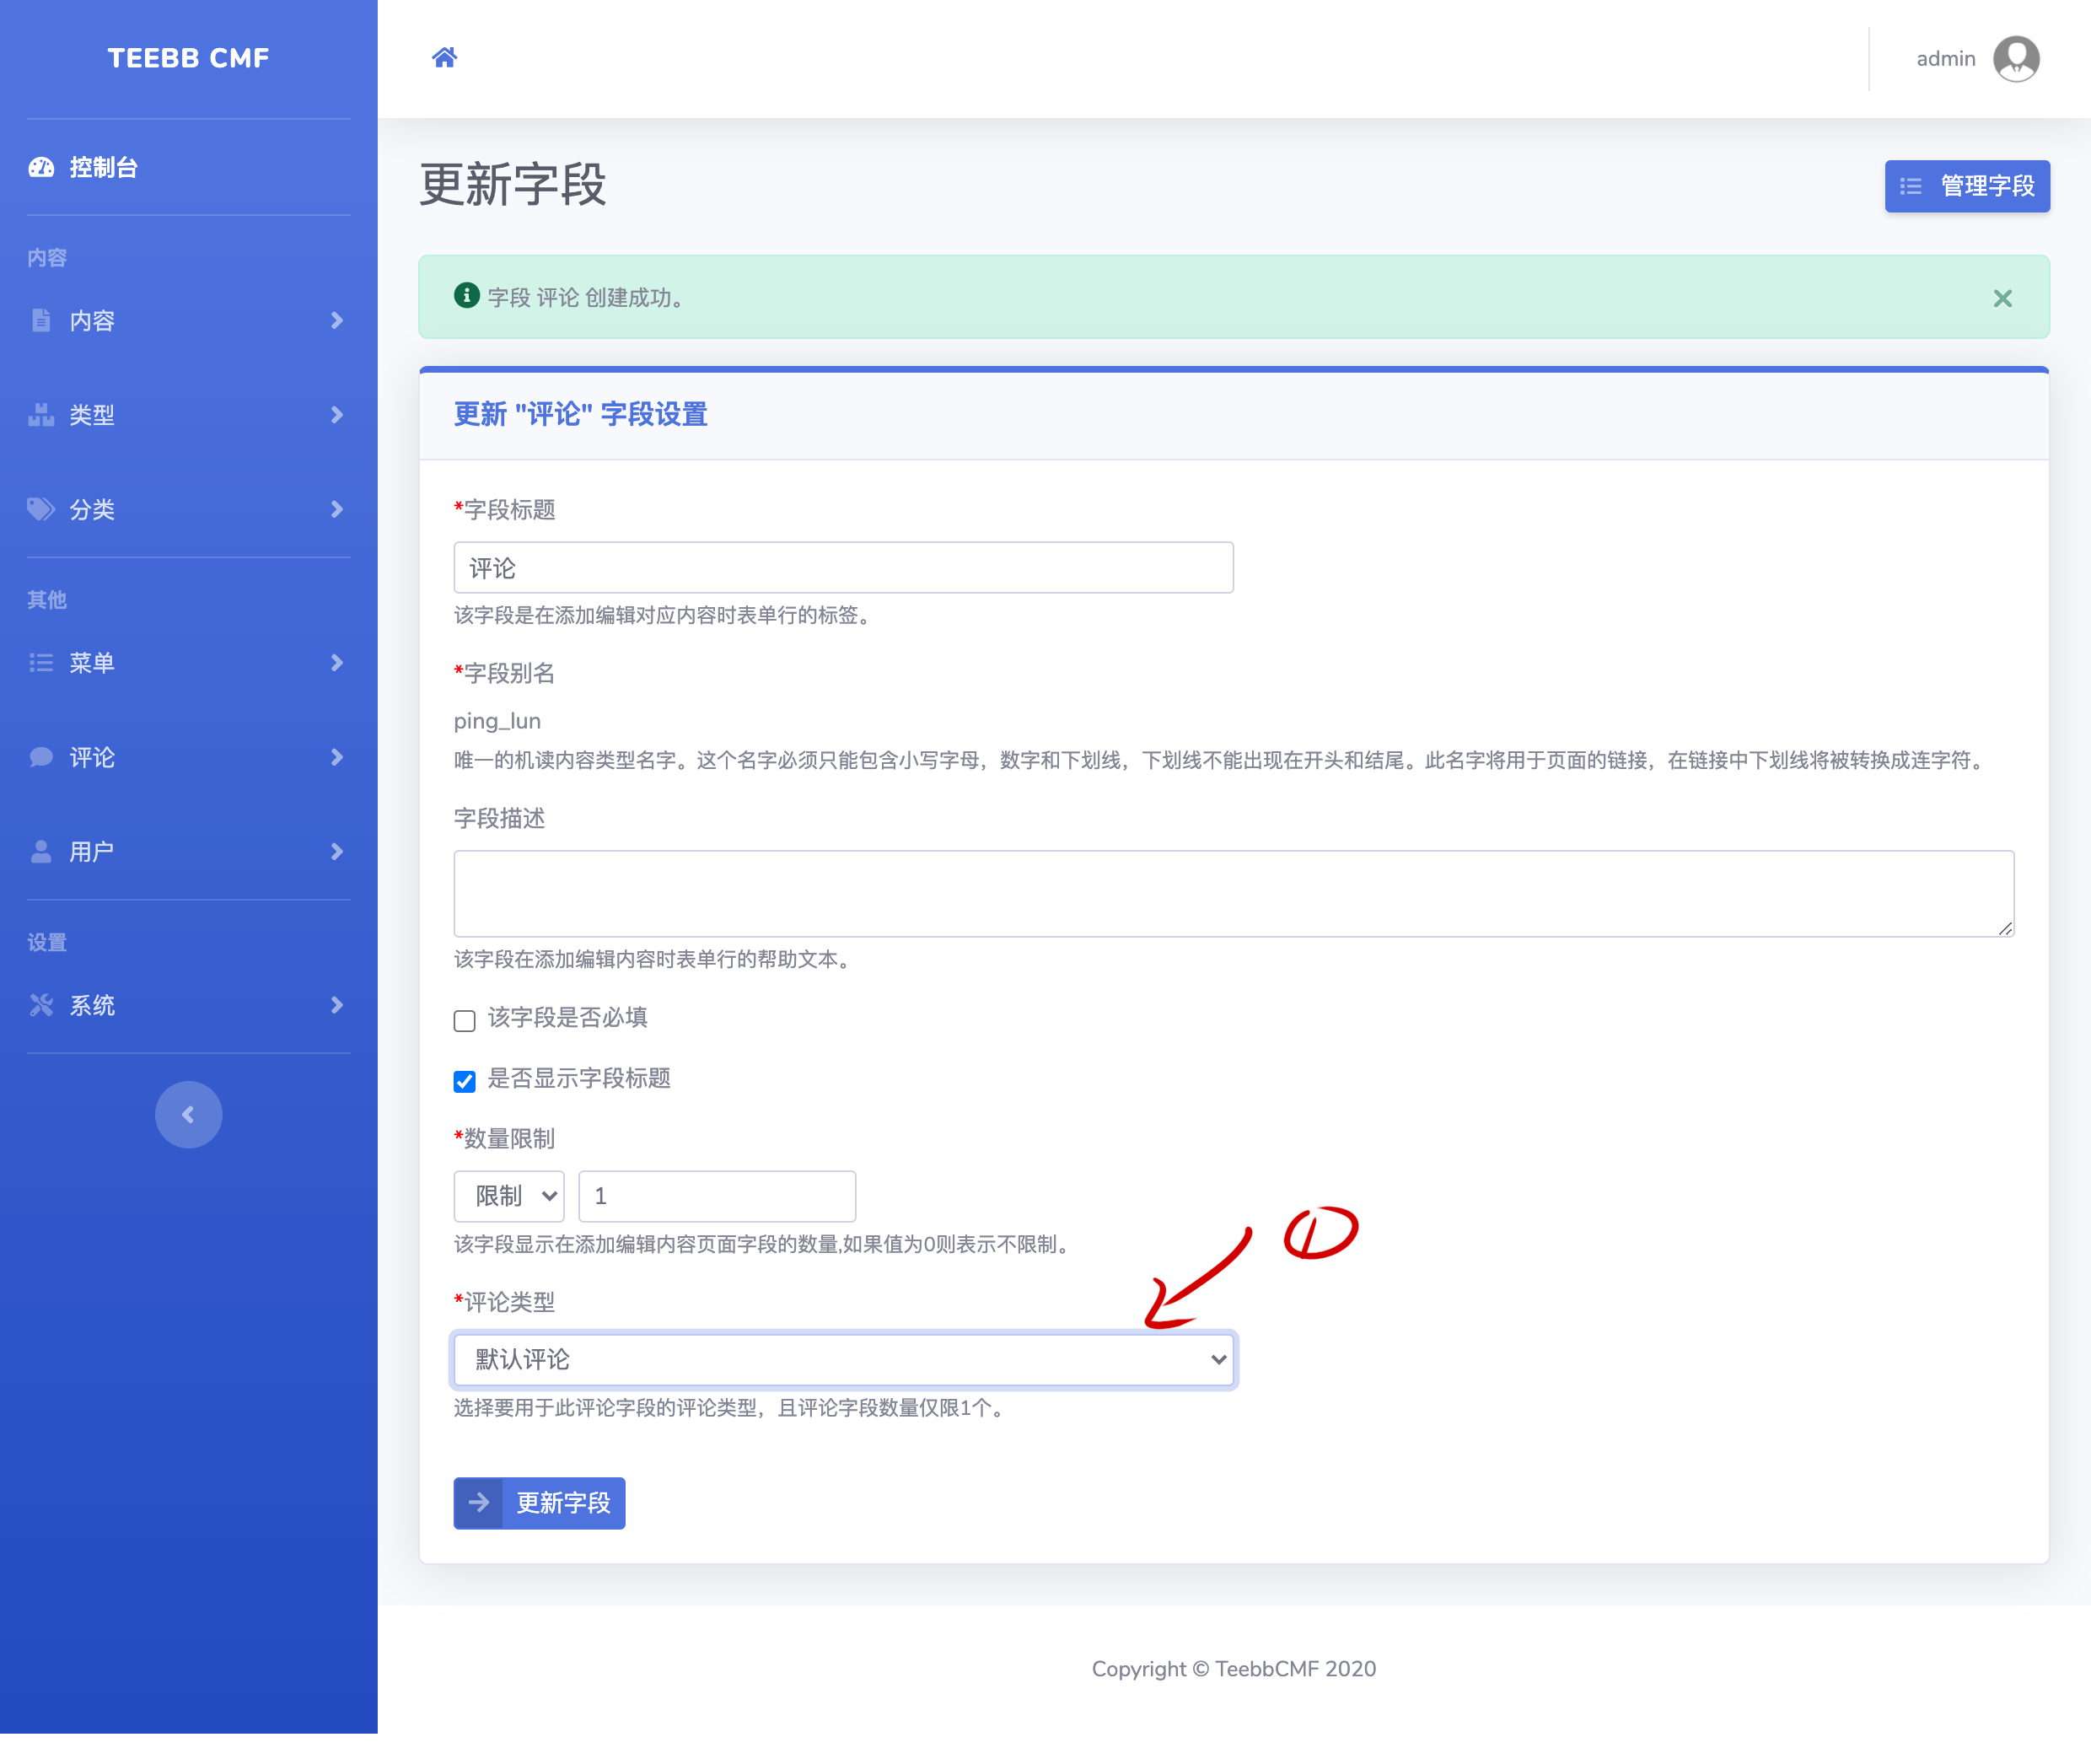 TEEBB CMF
admin
控制台
内容
内容
类型
分类
其他
菜单
评论
用户
设置
系统
更新字段
管理字段
字段 评论 创建成功。
更新 "评论" 字段设置
*字段标题
评论
该字段是在添加编辑对应内容时表单行的标签。
*字段别名
ping_lun
唯一的机读内容类型名字。这个名字必须只能包含小写字母，数字和下划线，下划线不能出现在开头和结尾。此名字将用于页面的链接，在链接中下划线将被转换成连字符。
字段描述
该字段在添加编辑内容时表单行的帮助文本。
该字段是否必填
是否显示字段标题
*数量限制
限制 1
该字段显示在添加编辑内容页面字段的数量,如果值为0则表示不限制。
①
*评论类型
默认评论
选择要用于此评论字段的评论类型，且评论字段数量仅限1个。
更新字段
Copyright © TeebbCMF 2020